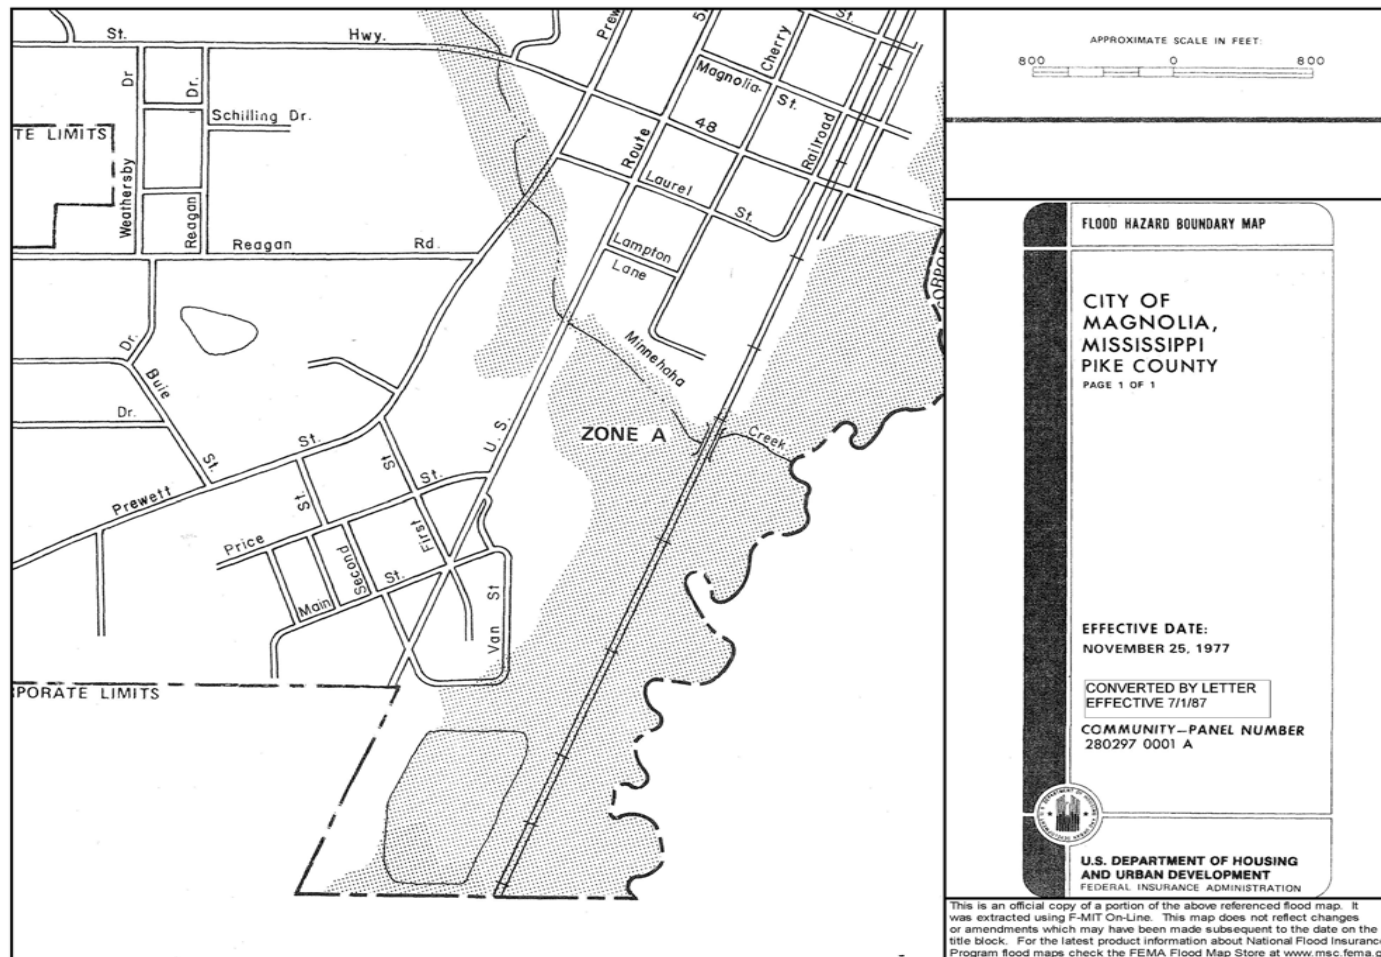 St.
Hwy.
Prew
5
Cherry
St.
Dr
Dr.
Magnolia
St.
Schilling Dr.
TE LIMITS
48
Route
Railroad
Weathersby
Laurel
St.
Reagan
Reagan Rd.
Lampton
Lane
CORPOR
Minnehaha
Dr.
Buie
Dr.
St.
ZONE A
Creek
U. S.
St.
St
St.
Prewett
St.
Price
First
Second
St.
Main
Van St
PORATE LIMITS
APPROXIMATE SCALE IN FEET:
800 0 800
FLOOD HAZARD BOUNDARY MAP
CITY OF
MAGNOLIA,
MISSISSIPPI
PIKE COUNTY
PAGE 1 OF 1
EFFECTIVE DATE:
NOVEMBER 25, 1977
CONVERTED BY LETTER
EFFECTIVE 7/1/87
COMMUNITY—PANEL NUMBER
280297 0001 A
U.S. DEPARTMENT OF HOUSING
AND URBAN DEVELOPMENT
FEDERAL INSURANCE ADMINISTRATION
This is an official copy of a portion of the above referenced flood map. It
was extracted using F-MIT On-Line. This map does not reflect changes
or amendments which may have been made subsequent to the date on the
title block. For the latest product information about National Flood Insurance
Program flood maps check the FEMA Flood Map Store at www.msc.fema.g